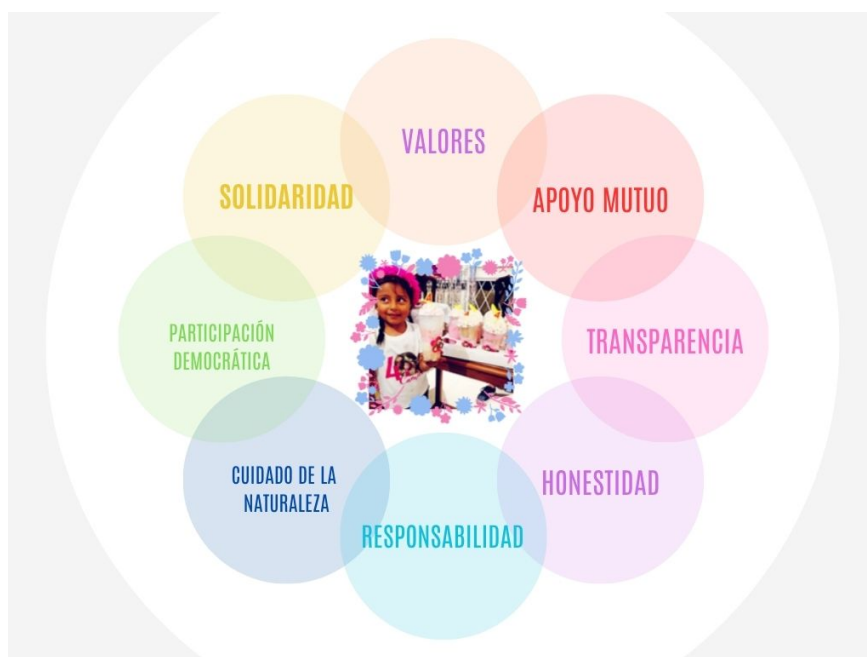 VALORES
APOYO MUTUO
TRANSPARENCIA
HONESTIDAD
RESPONSABILIDAD
CUIDADO DE LA
NATURALEZA
PARTICIPACIÓN
DEMOCRÁTICA
SOLIDARIDAD